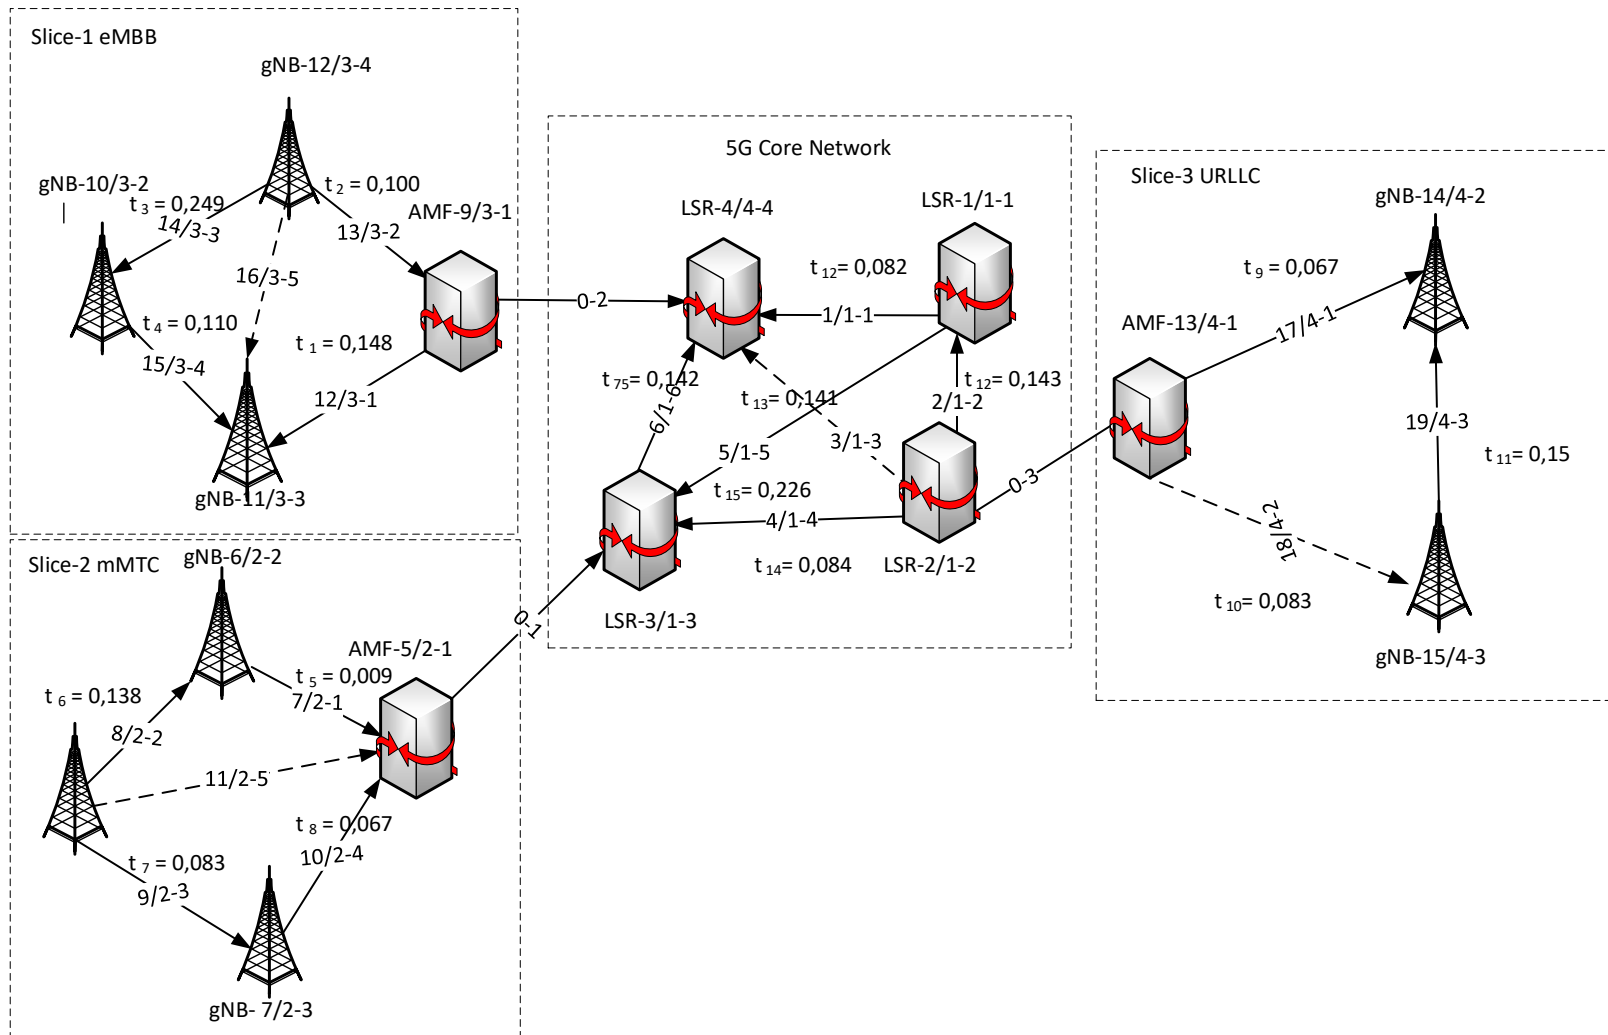 Slice-1 eMBB
gNB-12/3-4
gNB-10/3-2
t 2 = 0,100
t 3 = 0,249
14/3-3
13/3-2
AMF-9/3-1
16/3-5
t 4 = 0,110
t 1 = 0,148
15/3-4
12/3-1
gNB-11/3-3
0-2
5G Core Network
LSR-4/4-4
LSR-1/1-1
t 12= 0,082
1/1-1
t 75= 0,142
t 13= 0,141
t 12= 0,143
2/1-2
6/1-6
3/1-3
5/1-5
t 15= 0,226
4/1-4
t 14= 0,084
LSR-2/1-2
LSR-3/1-3
0-3
0-1
Slice-3 URLLC
gNB-14/4-2
t 9 = 0,067
AMF-13/4-1
17/4-1
19/4-3
t 11= 0,15
18/4-2
t 10= 0,083
gNB-15/4-3
Slice-2 mMTC
gNB-6/2-2
AMF-5/2-1
t 5 = 0,009
7/2-1
t 6 = 0,138
8/2-2
11/2-5
t 8 = 0,067
10/2-4
t 7 = 0,083
9/2-3
gNB- 7/2-3